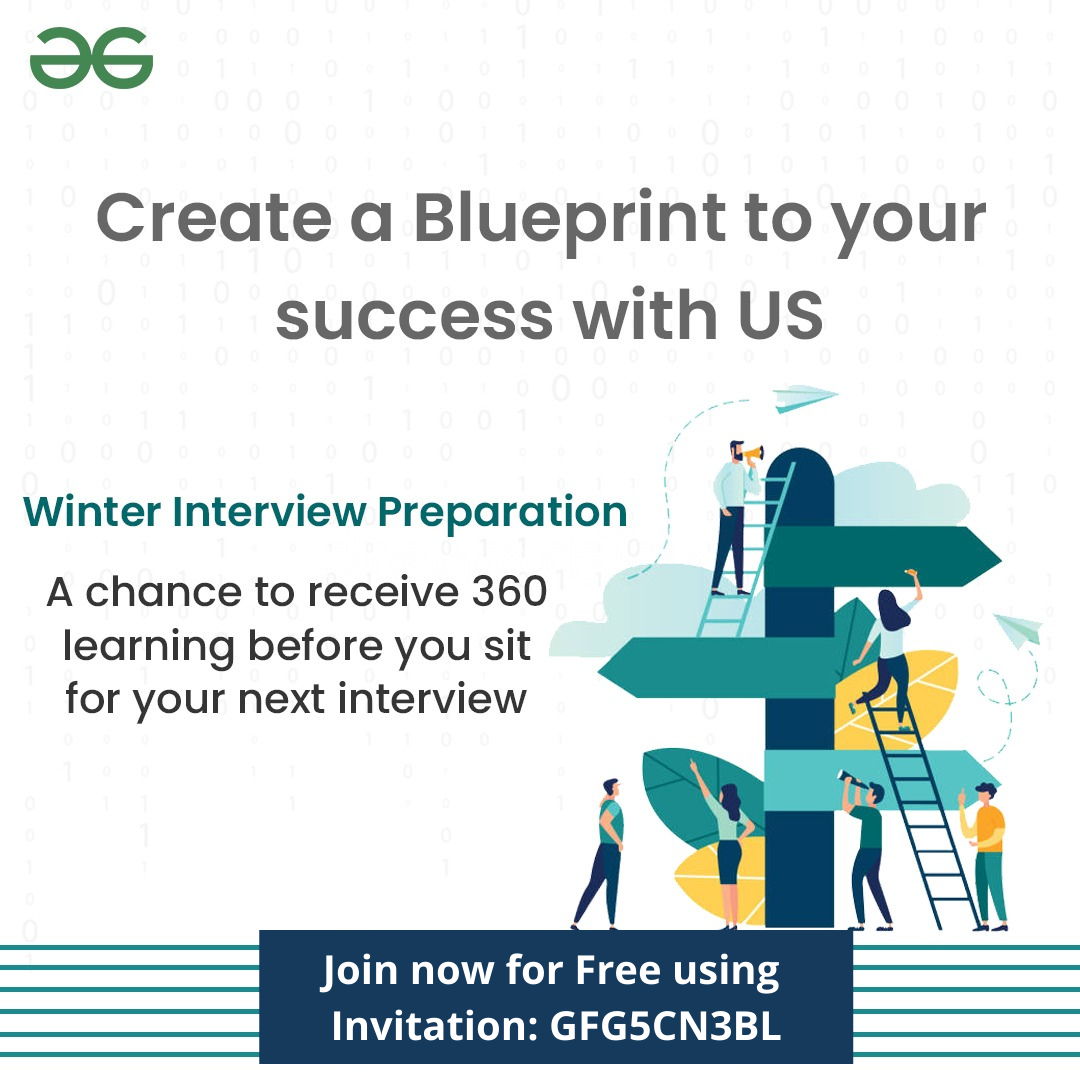 Create a Blueprint to your
success with US
Winter Interview Preparation
A chance to receive 360
learning before you sit
for your next interview
Join now for Free using
Invitation: GFG5CN3BL